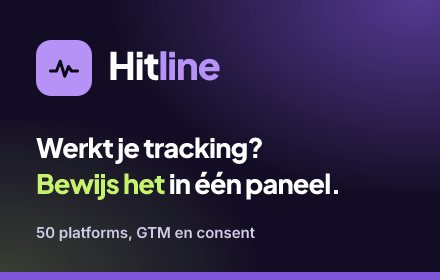 Hitline
Werkt je tracking?
Bewijs het in één paneel.
50 platforms, GTM en consent